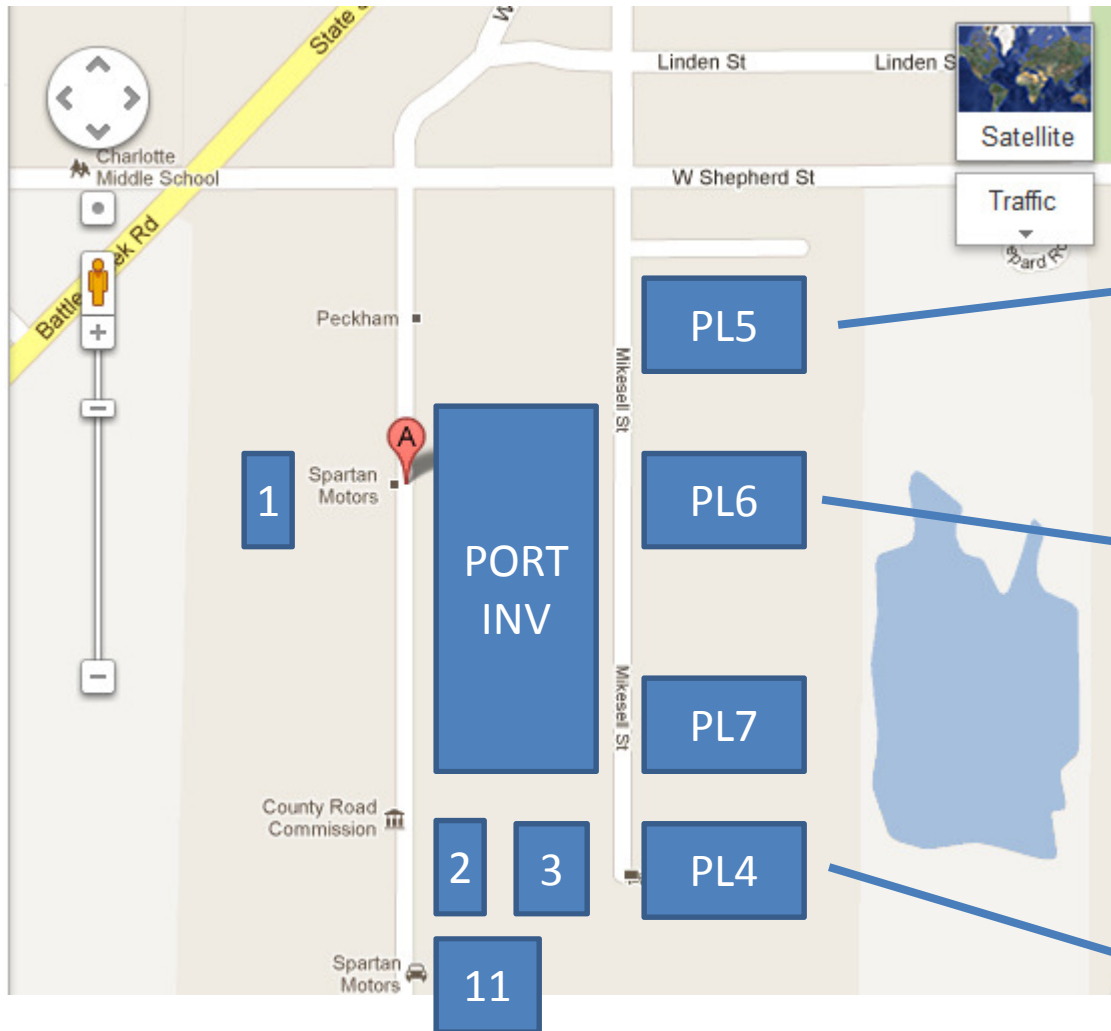 State
W
Linden St
Linden S
Satellite
Charlotte
Middle School
W Shepherd St
Traffic
Battle
ek Rd
pard
Peckham
PL5
Mikesell St
A
Spartan
Motors
1
PL6
PORT
INV
Mikesell St
PL7
County Road
Commission
2
3
PL4
Spartan
Motors
11